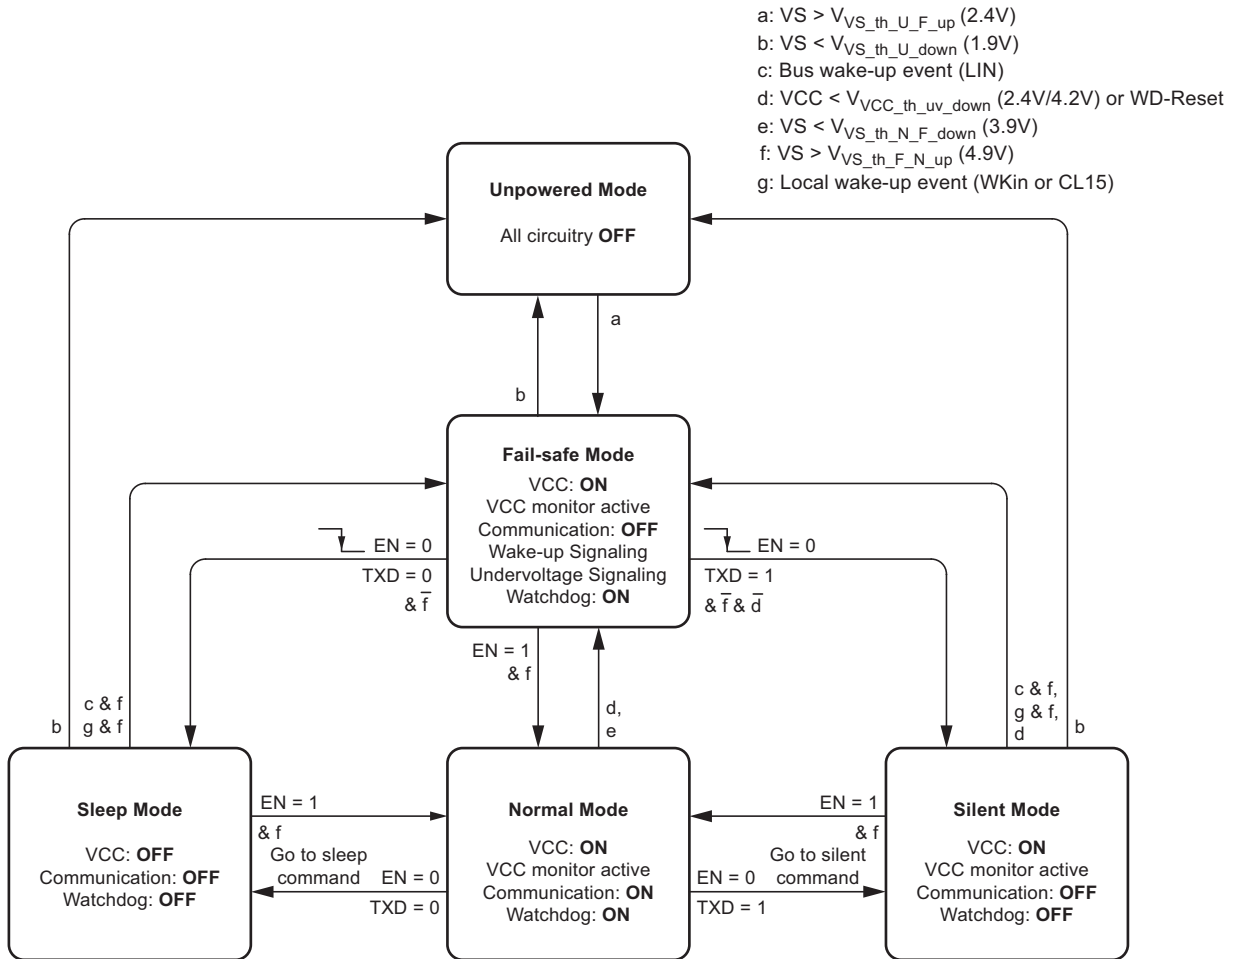 a: VS > V_VS_th_U_F_up (2.4V)
b: VS < V_VS_th_U_down (1.9V)
c: Bus wake-up event (LIN)
d: VCC < V_VCC_th_uv_down (2.4V/4.2V) or WD-Reset
e: VS < V_VS_th_N_F_down (3.9V)
f: VS > V_VS_th_F_N_up (4.9V)
g: Local wake-up event (WKin or CL15)
Unpowered Mode
All circuitry OFF
a
b
Fail-safe Mode
VCC: ON
VCC monitor active
Communication: OFF
Wake-up Signaling
Undervoltage Signaling
Watchdog: ON
EN = 0
TXD = 0
& f̅
EN = 0
TXD = 1
& f̅ & d̅
EN = 1
& f
d,
e
b
c & f
g & f
c & f,
g & f,
d
b
Sleep Mode
VCC: OFF
Communication: OFF
Watchdog: OFF
EN = 1
& f
Go to sleep
command
EN = 0
TXD = 0
Normal Mode
VCC: ON
VCC monitor active
Communication: ON
Watchdog: ON
EN = 1
& f
Go to silent
command
EN = 0
TXD = 1
Silent Mode
VCC: ON
VCC monitor active
Communication: OFF
Watchdog: OFF